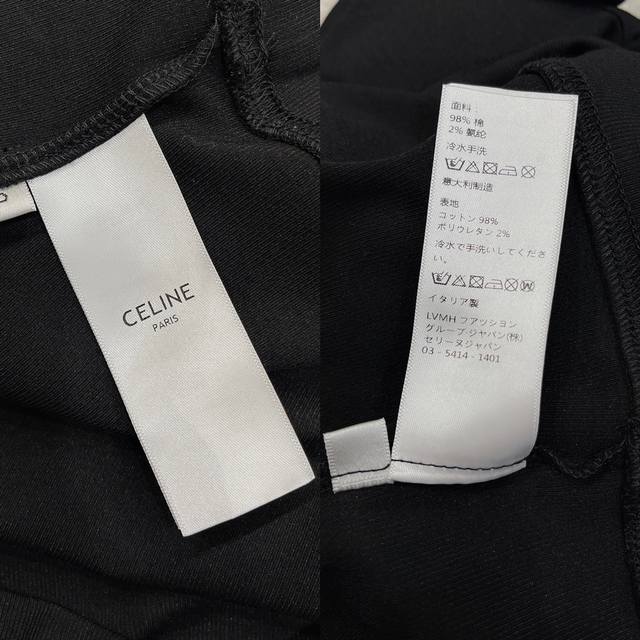 CELINE
PARIS
面料：
98% 棉
2% 氨纶
冷水手洗
意大利制造
表地
コットン 98%
ポリウレタン 2%
冷水で手洗いしてくださ
い。
イタリア製
LVMH ファッション
グループ ジャパン(株)
セリーヌジャパン
03 - 5414 - 1401